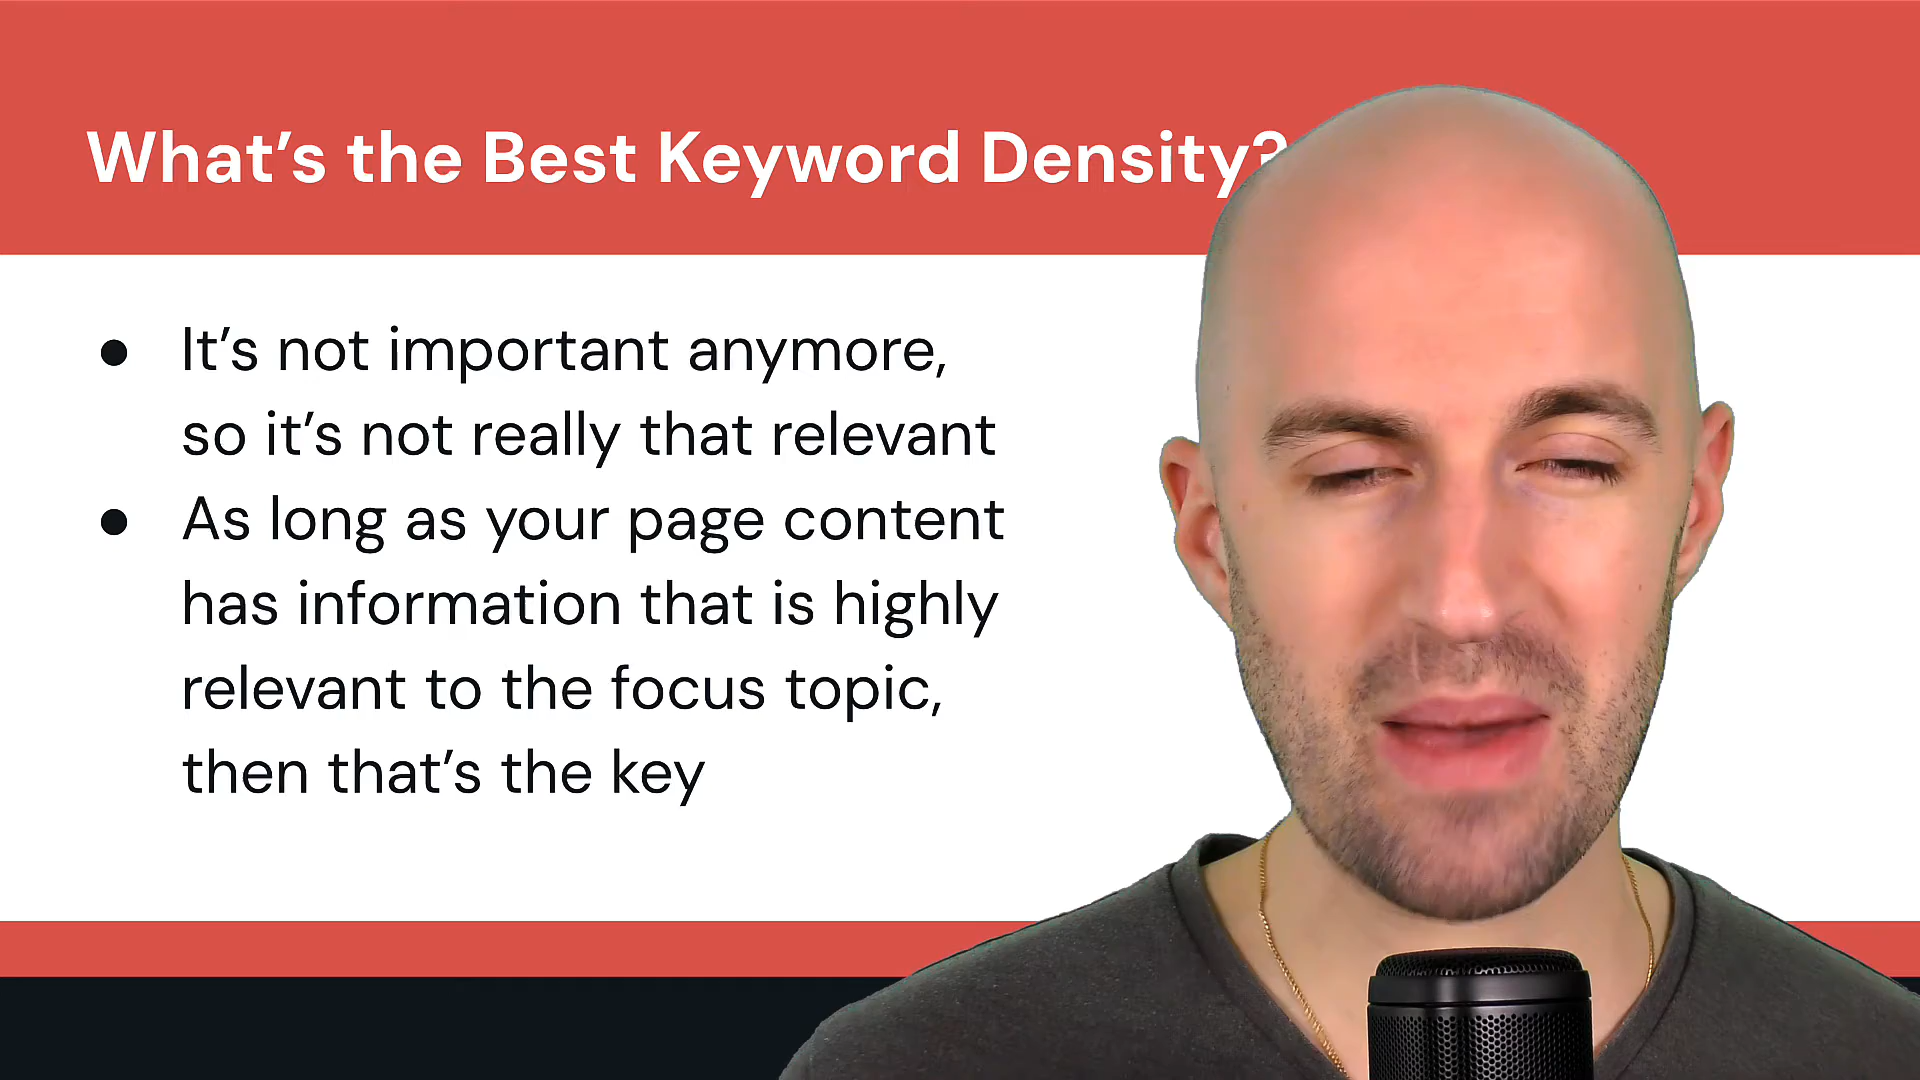 What's the Best Keyword Density?
● It's not important anymore,
so it's not really that relevant
● As long as your page content
has information that is highly
relevant to the focus topic,
then that's the key